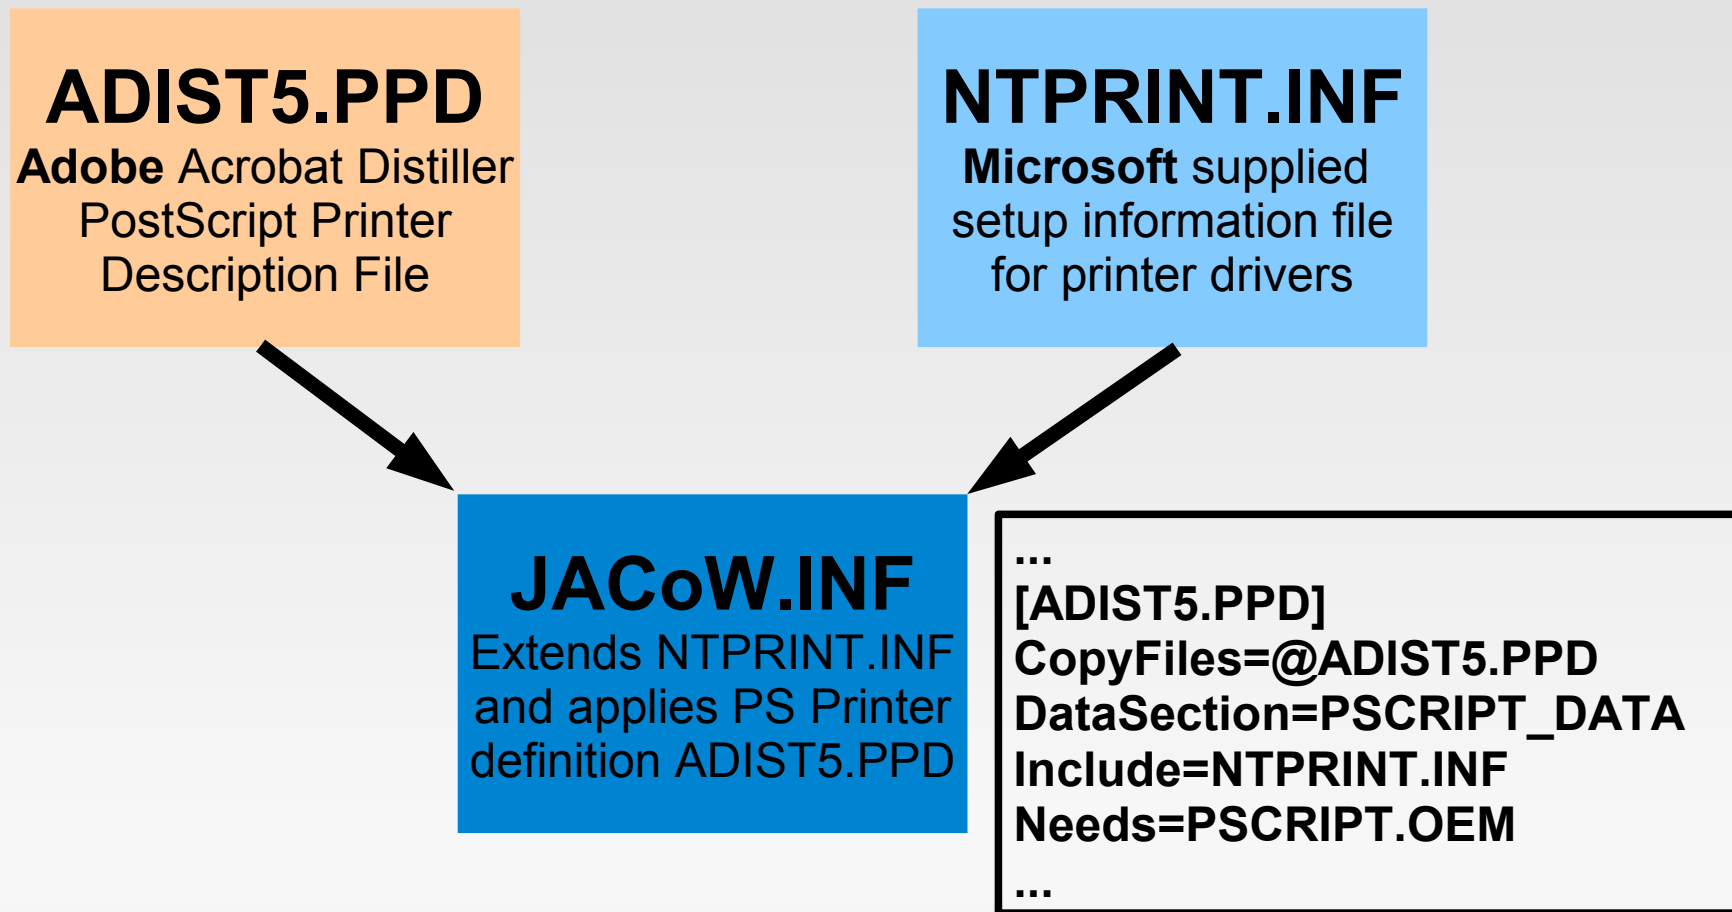 ADIST5.PPD
Adobe Acrobat Distiller
PostScript Printer
Description File
NTPRINT.INF
Microsoft supplied
setup information file
for printer drivers
JACoW.INF
Extends NTPRINT.INF
and applies PS Printer
definition ADIST5.PPD
...
[ADIST5.PPD]
CopyFiles=@ADIST5.PPD
DataSection=PSCRIPT_DATA
Include=NTPRINT.INF
Needs=PSCRIPT.OEM
...